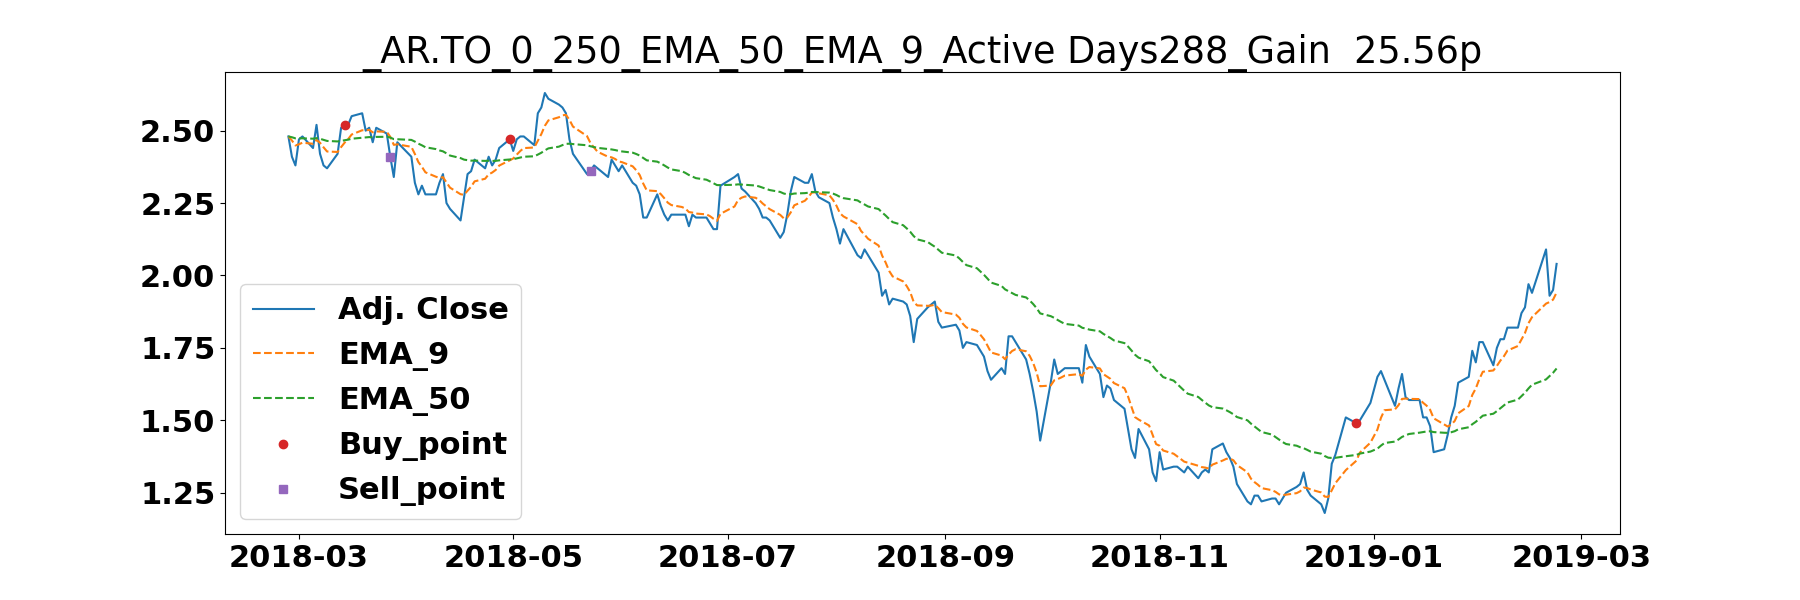 _AR.TO_0_250_EMA_50_EMA_9_Active Days288_Gain  25.56p
2.50
2.25
2.00
1.75
1.50
1.25
Adj. Close
EMA_9
EMA_50
Buy_point
Sell_point
2018-03 2018-05 2018-07 2018-09 2018-11 2019-01 2019-03